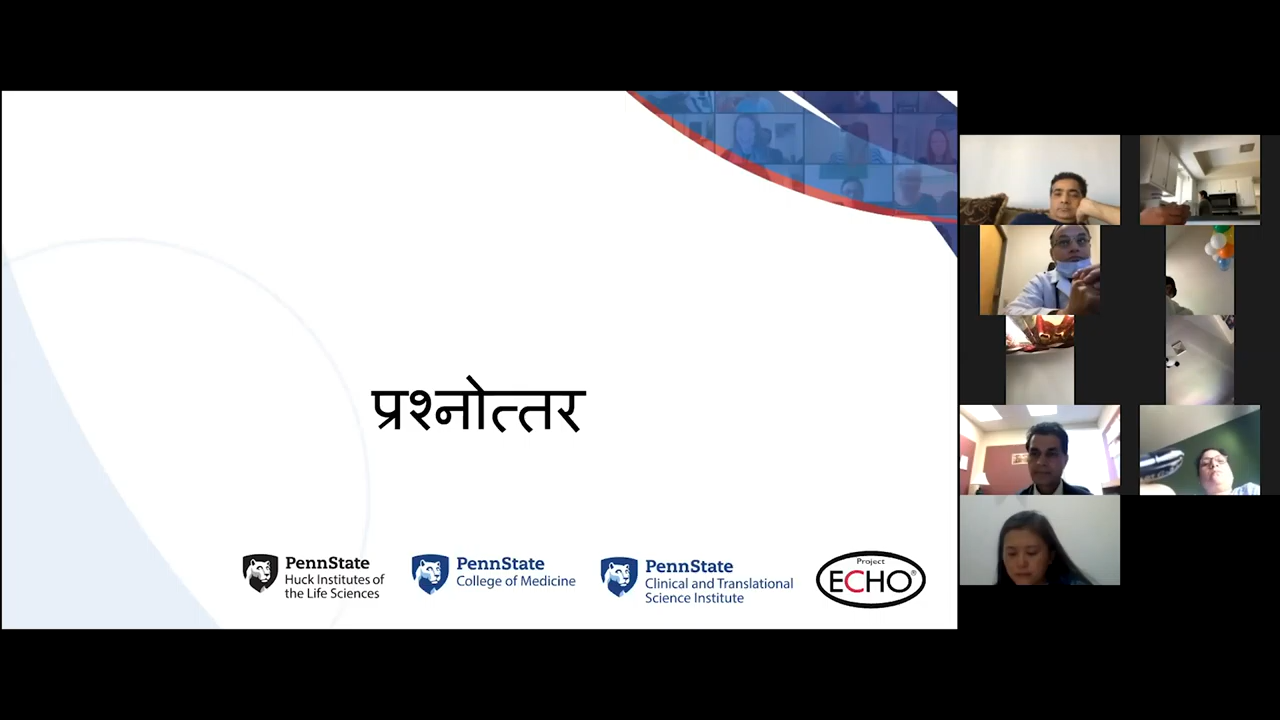 प्रश्नोत्तर
PennState
Huck Institutes of
the Life Sciences
PennState
College of Medicine
PennState
Clinical and Translational
Science Institute
Project
ECHO®